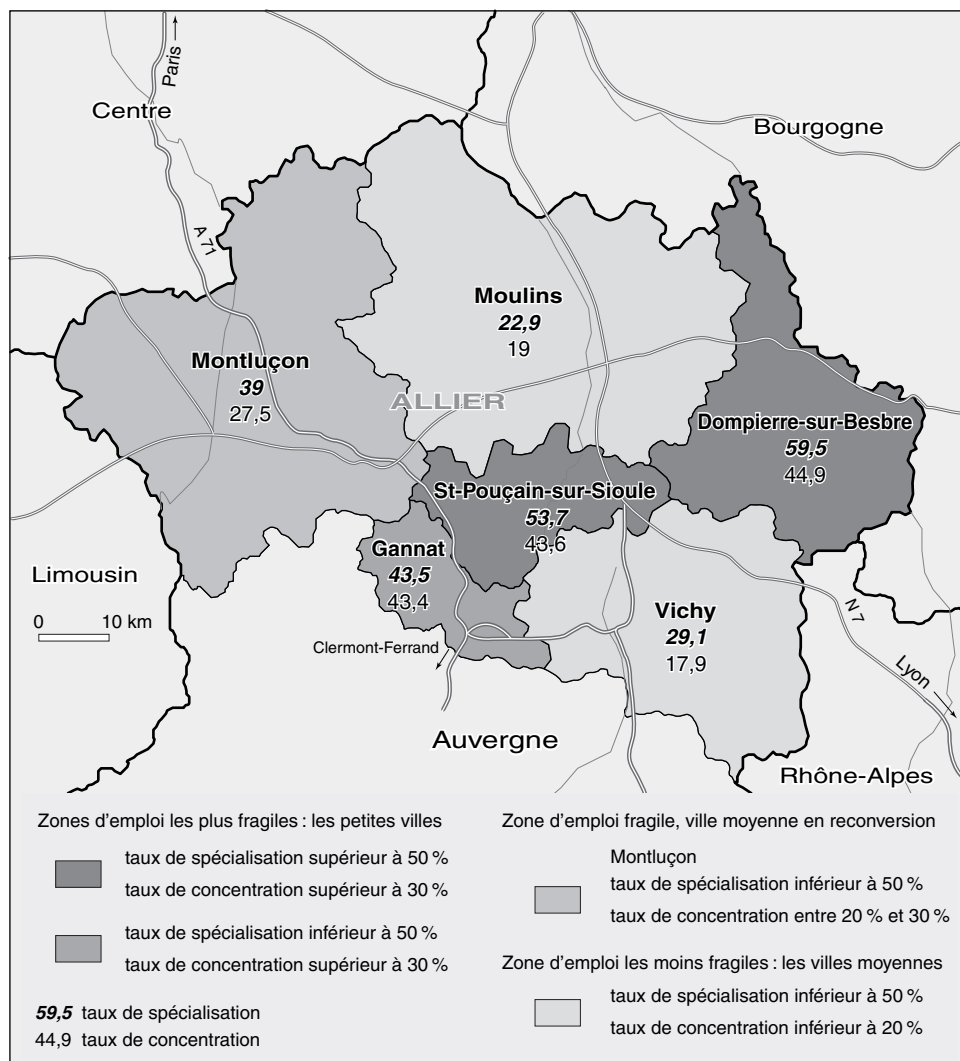 Paris
Centre
Bourgogne
A 71
Moulins
22,9
19
Montluçon
39
27,5
ALLIER
Dompierre-sur-Besbre
59,5
44,9
St-Pouçain-sur-Sioule
53,7
43,6
Gannat
43,5
43,4
Limousin
0 10 km
Vichy
29,1
17,9
N 7
Clermont-Ferrand
Lyon
Auvergne
Rhône-Alpes
Zones d'emploi les plus fragiles : les petites villes
taux de spécialisation supérieur à 50 %
taux de concentration supérieur à 30 %
taux de spécialisation inférieur à 50 %
taux de concentration supérieur à 30 %
59,5 taux de spécialisation
44,9 taux de concentration
Zone d'emploi fragile, ville moyenne en reconversion
Montluçon
taux de spécialisation inférieur à 50 %
taux de concentration entre 20 % et 30 %
Zone d'emploi les moins fragiles : les villes moyennes
taux de spécialisation inférieur à 50 %
taux de concentration inférieur à 20 %